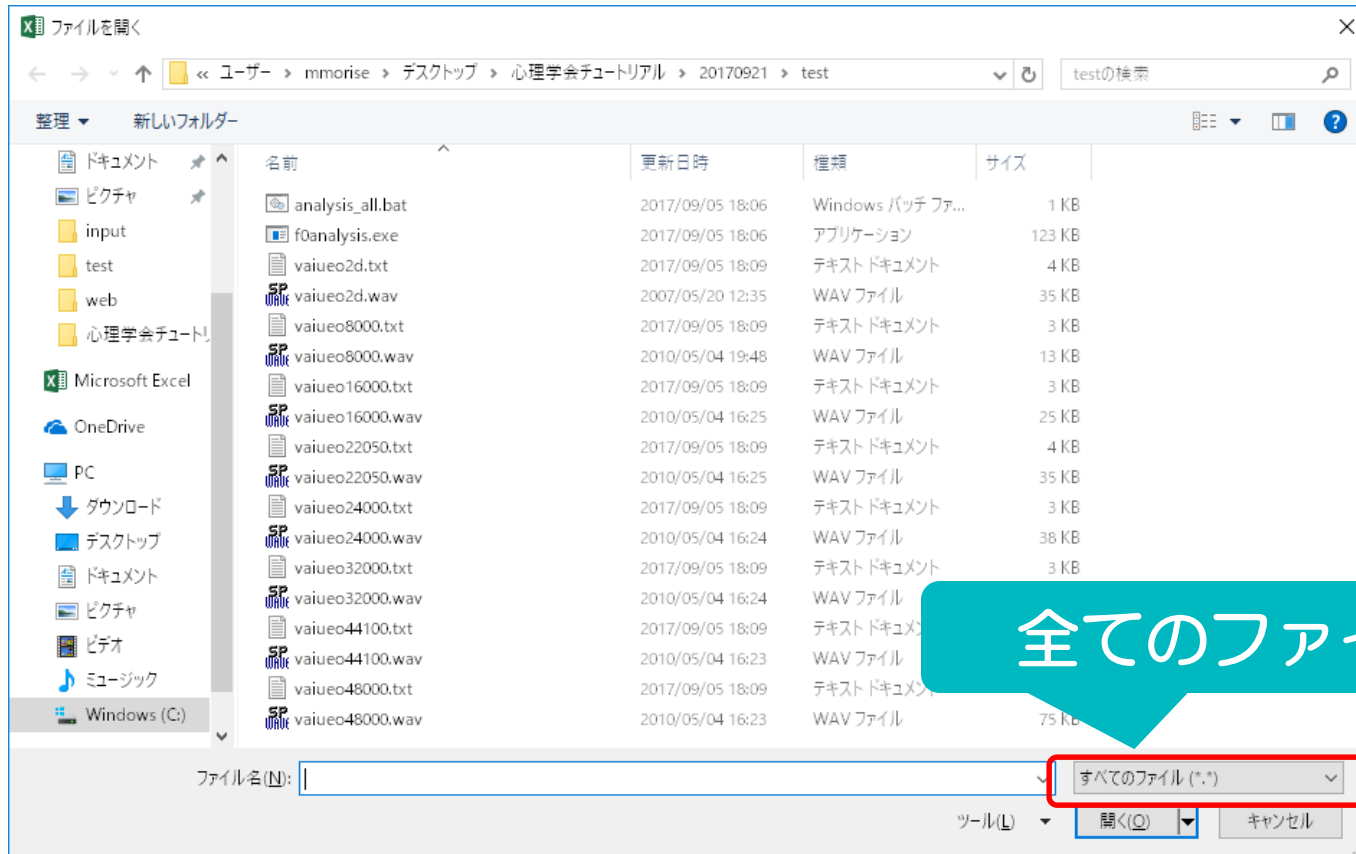 ファイルを開く
« ユーザー › mmorise › デスクトップ › 心理学会チュートリアル › 20170921 › test
testの検索
整理
新しいフォルダー
名前 更新日時 種類 サイズ
ドキュメント
ピクチャ
input
test
web
心理学会チュートリ
Microsoft Excel
OneDrive
PC
ダウンロード
デスクトップ
ドキュメント
ピクチャ
ビデオ
ミュージック
Windows (C:)
analysis_all.bat 2017/09/05 18:06 Windows バッチ ファ... 1 KB
f0analysis.exe 2017/09/05 18:06 アプリケーション 123 KB
vaiueo2d.txt 2017/09/05 18:09 テキスト ドキュメント 4 KB
vaiueo2d.wav 2007/05/20 12:35 WAV ファイル 35 KB
vaiueo8000.txt 2017/09/05 18:09 テキスト ドキュメント 3 KB
vaiueo8000.wav 2010/05/04 19:48 WAV ファイル 13 KB
vaiueo16000.txt 2017/09/05 18:09 テキスト ドキュメント 3 KB
vaiueo16000.wav 2010/05/04 16:25 WAV ファイル 25 KB
vaiueo22050.txt 2017/09/05 18:09 テキスト ドキュメント 4 KB
vaiueo22050.wav 2010/05/04 16:25 WAV ファイル 35 KB
vaiueo24000.txt 2017/09/05 18:09 テキスト ドキュメント 3 KB
vaiueo24000.wav 2010/05/04 16:24 WAV ファイル 38 KB
vaiueo32000.txt 2017/09/05 18:09 テキスト ドキュメント 3 KB
vaiueo32000.wav 2010/05/04 16:24 WAV ファイル
vaiueo44100.txt 2017/09/05 18:09 テキスト ドキュメ
vaiueo44100.wav 2010/05/04 16:23 WAV ファイル
vaiueo48000.txt 2017/09/05 18:09 テキスト ドキュメン
vaiueo48000.wav 2010/05/04 16:23 WAV ファイル 75 KB
全てのファイ
ファイル名(N):
すべてのファイル (*.*)
ツール(L)
開く(O)
キャンセル